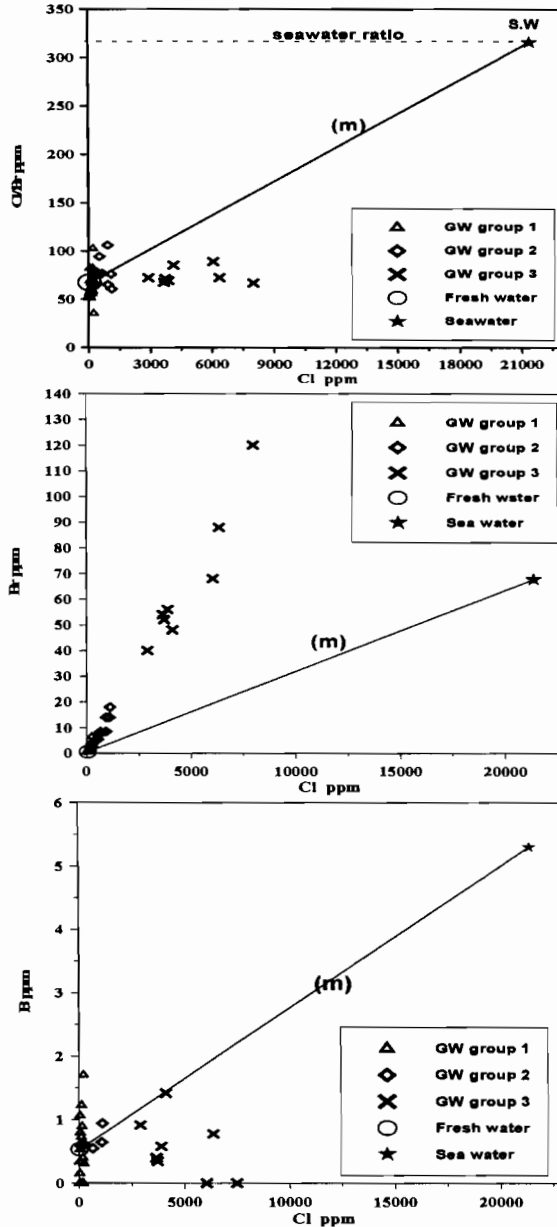 350
S.W
seawater ratio
300
250
(m)
200
Cl/Br ppm
150
GW group 1
GW group 2
100
GW group 3
50
Fresh water
Seawater
0
0 3000 6000 9000 12000 15000 18000 21000
Cl ppm
140
130
GW group 1
120
GW group 2
110
GW group 3
100
Fresh water
90
Sea water
80
Br ppm
70
60
50
(m)
40
30
20
10
0
0 5000 10000 15000 20000
Cl ppm
6
5
4
B ppm
(m)
3
2
GW group 1
GW group 2
1
GW group 3
Fresh water
Sea water
0
0 5000 10000 15000 20000
Cl ppm